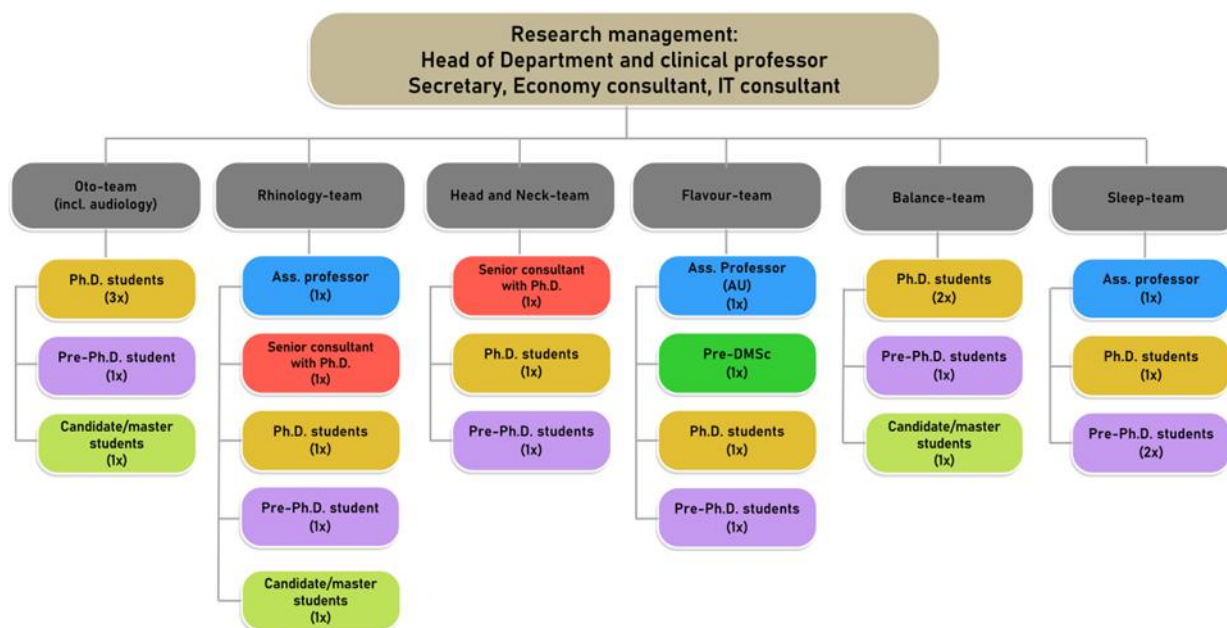 Research management:
Head of Department and clinical professor
Secretary, Economy consultant, IT consultant
Oto-team
(incl. audiology)
Rhinology-team
Head and Neck-team
Flavour-team
Balance-team
Sleep-team
Ph.D. students
(3x)
Pre-Ph.D. student
(1x)
Candidate/master
students
(1x)
Ass. professor
(1x)
Senior consultant
with Ph.D.
(1x)
Ph.D. students
(1x)
Pre-Ph.D. student
(1x)
Candidate/master
students
(1x)
Senior consultant
with Ph.D.
(1x)
Ph.D. students
(1x)
Pre-Ph.D. students
(1x)
Ass. Professor
(AU)
(1x)
Pre-DMSc
(1x)
Ph.D. students
(1x)
Pre-Ph.D. students
(1x)
Ph.D. students
(2x)
Pre-Ph.D. students
(1x)
Candidate/master
students
(1x)
Ass. professor
(1x)
Ph.D. students
(1x)
Pre-Ph.D. students
(2x)